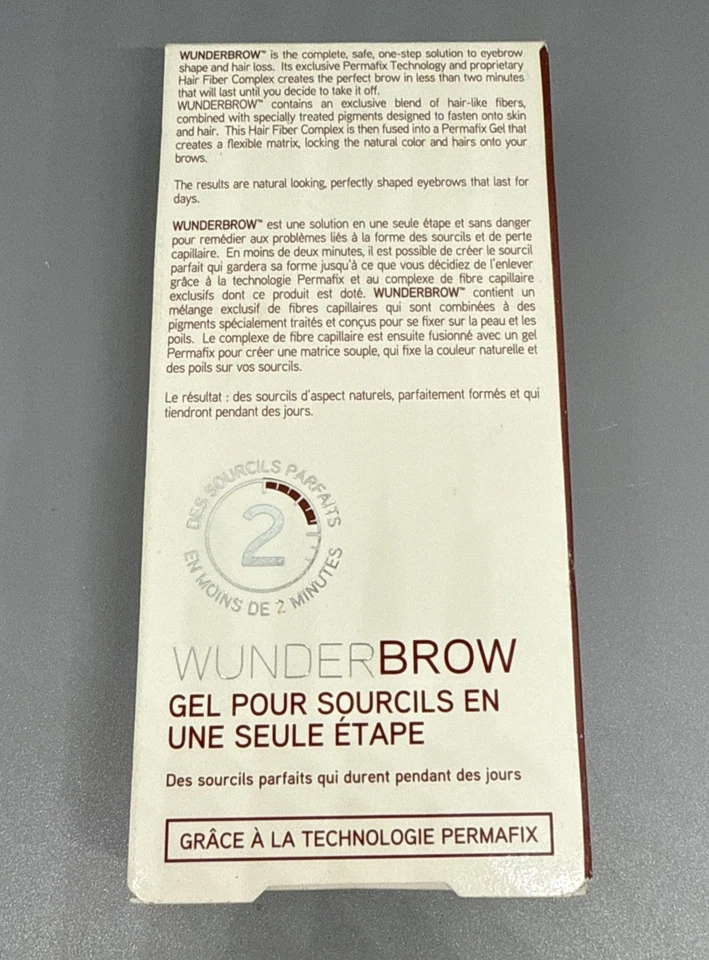 WUNDERBROW™ is the complete, safe, one-step solution to eyebrow
shape and hair loss. Its exclusive Permafix Technology and proprietary
Hair Fiber Complex creates the perfect brow in less than two minutes
that will last until you decide to take it off.
WUNDERBROW™ contains an exclusive blend of hair-like fibers,
combined with specially treated pigments designed to fasten onto skin
and hair. This Hair Fiber Complex is then fused into a Permafix Gel that
creates a flexible matrix, locking the natural color and hairs onto your
brows.
The results are natural looking, perfectly shaped eyebrows that last for
days.
WUNDERBROW™ est une solution en une seule étape et sans danger
pour remédier aux problèmes liés à la forme des sourcils et de perte
capillaire. En moins de deux minutes, il est possible de créer le sourcil
parfait qui gardera sa forme jusqu'à ce que vous décidiez de l'enlever
grâce à la technologie Permafix et au complexe de fibre capillaire
exclusifs dont ce produit est doté. WUNDERBROW™ contient un
mélange exclusif de fibres capillaires qui sont combinées à des
pigments spécialement traités et conçus pour se fixer sur la peau et les
poils. Le complexe de fibre capillaire est ensuite fusionné avec un gel
Permafix pour créer une matrice souple, qui fixe la couleur naturelle et
des poils sur vos sourcils.
Le résultat : des sourcils d'aspect naturels, parfaitement formés et qui
tiendront pendant des jours.
DES SOURCILS PARFAITS
2
EN MOINS DE 2 MINUTES
WUNDERBROW
GEL POUR SOURCILS EN
UNE SEULE ÉTAPE
Des sourcils parfaits qui durent pendant des jours
GRÂCE À LA TECHNOLOGIE PERMAFIX